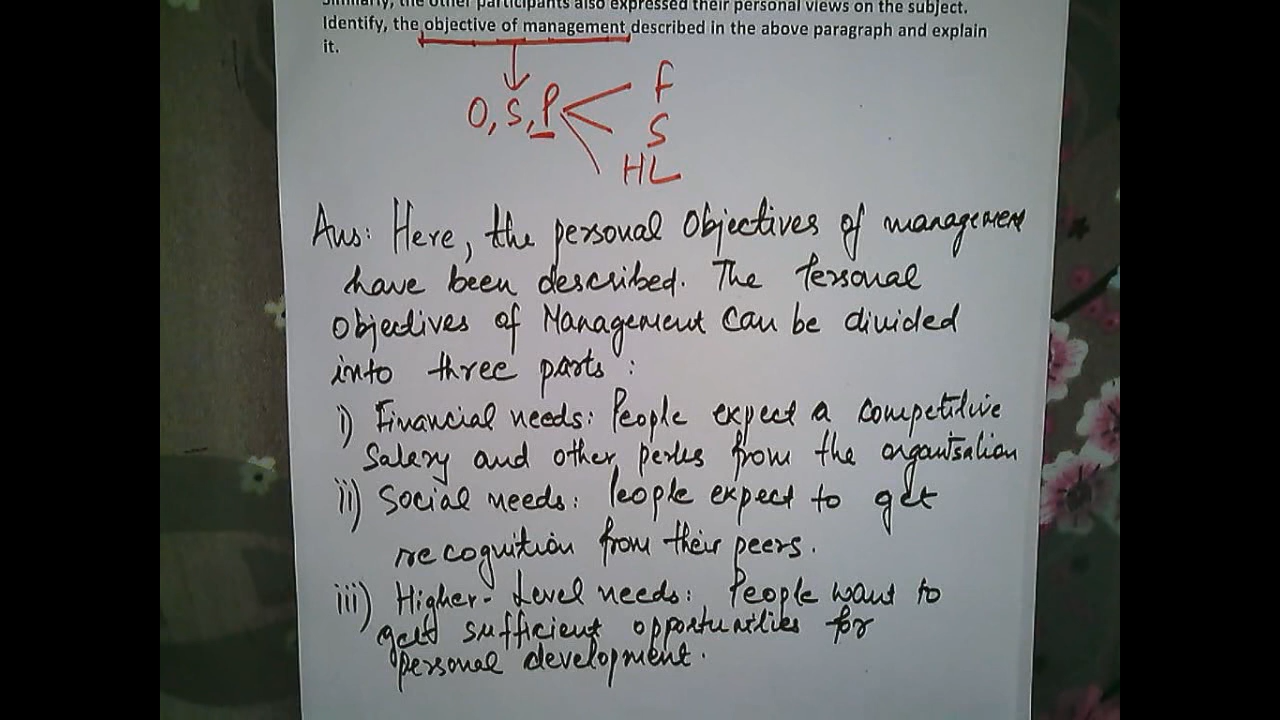 Similarly, the other participants also expressed their personal views on the subject.
Identify, the objective of management described in the above paragraph and explain
it.
O, S, P
F
S
HL
Ans: Here, the personal Objectives of management
have been described. The Personal
Objectives of Management can be divided
into three parts :
i) Financial needs: People expect a competitive
Salary and other perks from the organisation
ii) Social needs: People expect to get
recognition from their peers.
iii) Higher-Level needs: People want to
get sufficient opportunities for
personal development.